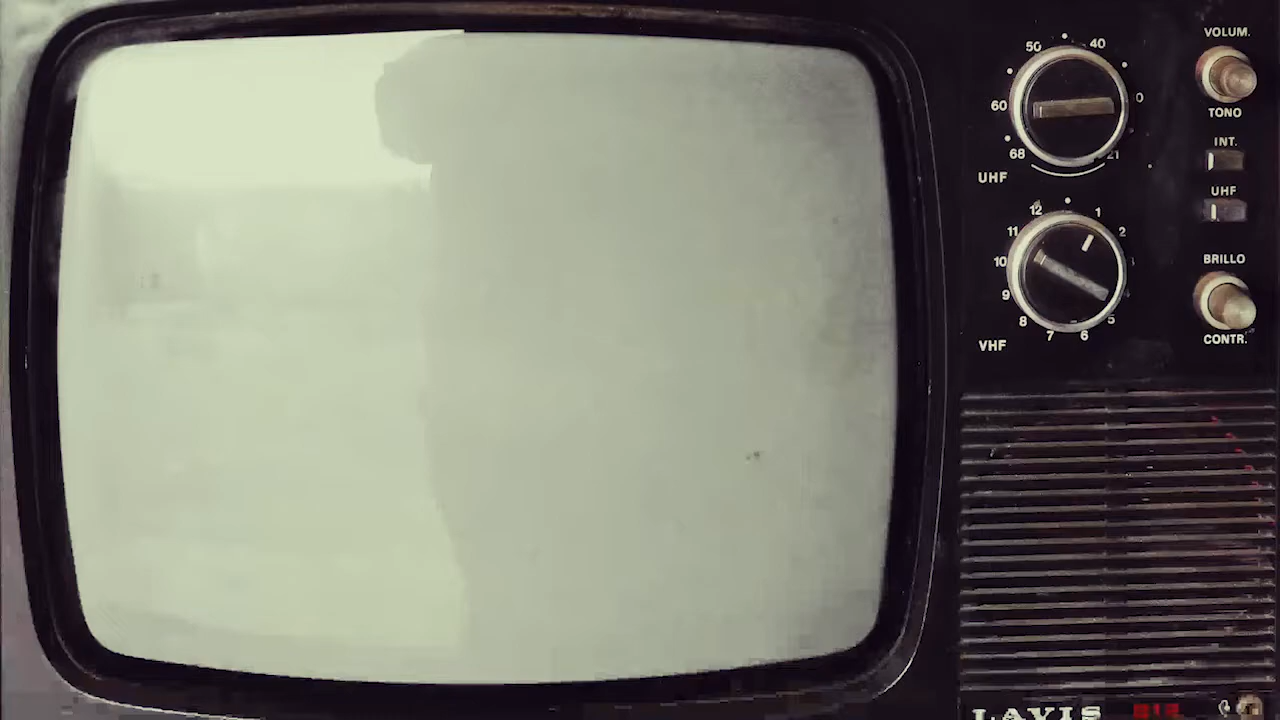 50 40
60 0
68 21
UHF
12 1
11 2
10 3
9
8 5
7 6
VHF
VOLUM.
TONO
INT.
UHF
BRILLO
CONTR.
LAVIS